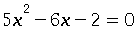 5x² − 6x − 2 = 0